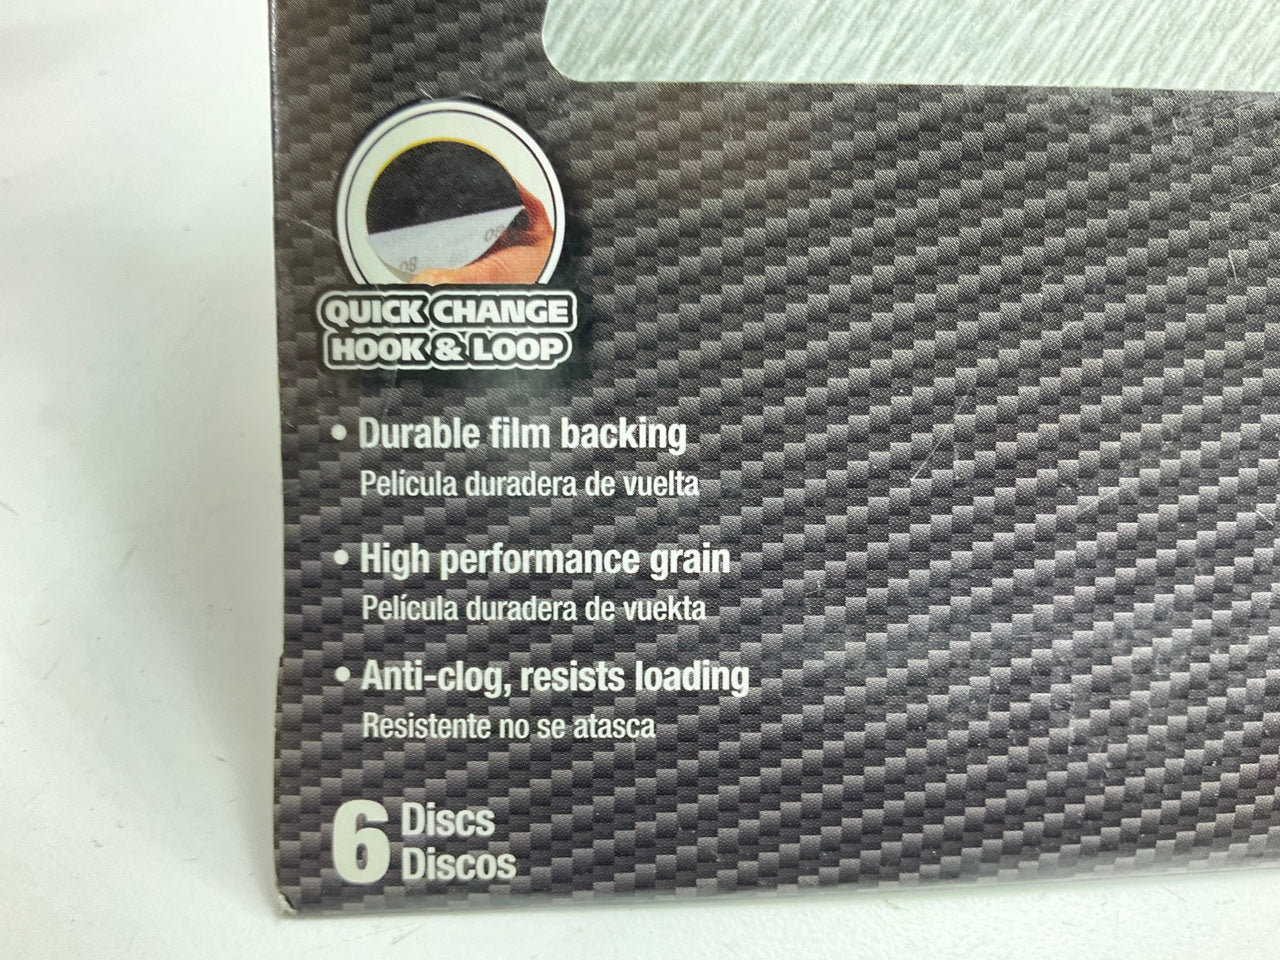 QUICK CHANGE
HOOK & LOOP
• Durable film backing
Película duradera de vuelta
• High performance grain
Película duradera de vuekta
• Anti-clog, resists loading
Resistente no se atasca
6 Discs
Discos